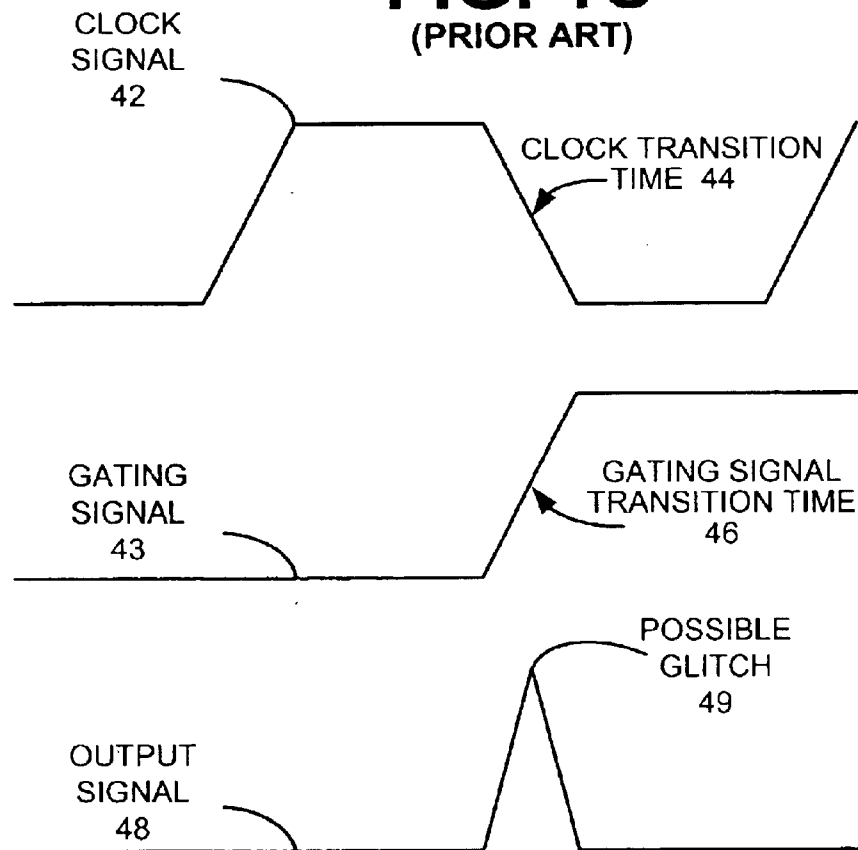 (PRIOR ART)
CLOCK
SIGNAL
42
CLOCK TRANSITION
TIME 44
GATING
SIGNAL
43
GATING SIGNAL
TRANSITION TIME
46
POSSIBLE
GLITCH
49
OUTPUT
SIGNAL
48